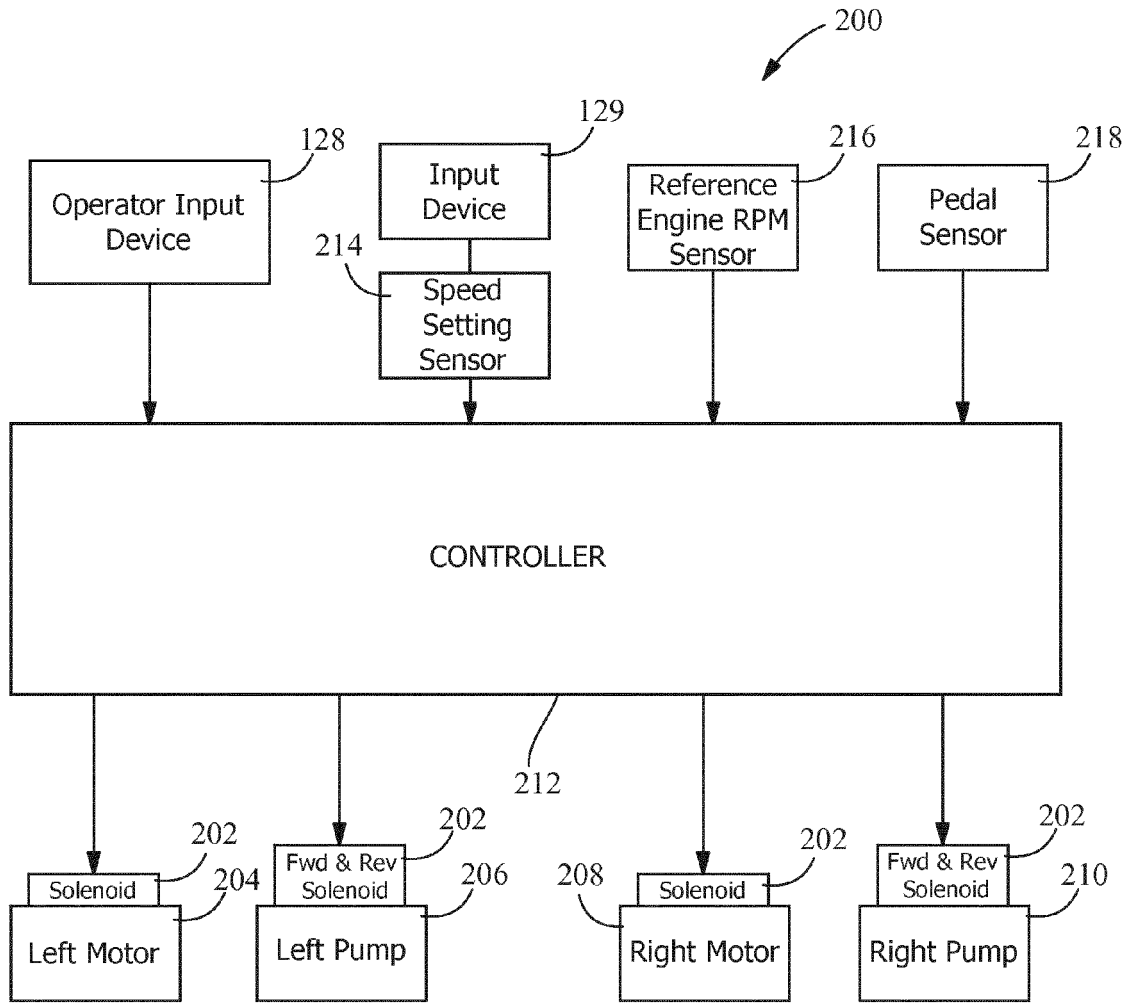 200
128
129
216
218
Operator Input
Device
Input
Device
Reference
Engine RPM
Sensor
Pedal
Sensor
214
Speed
Setting
Sensor
CONTROLLER
212
202
202
202
202
Solenoid
204
Fwd & Rev
Solenoid
206
208
Solenoid
Fwd & Rev
Solenoid
210
Left Motor
Left Pump
Right Motor
Right Pump